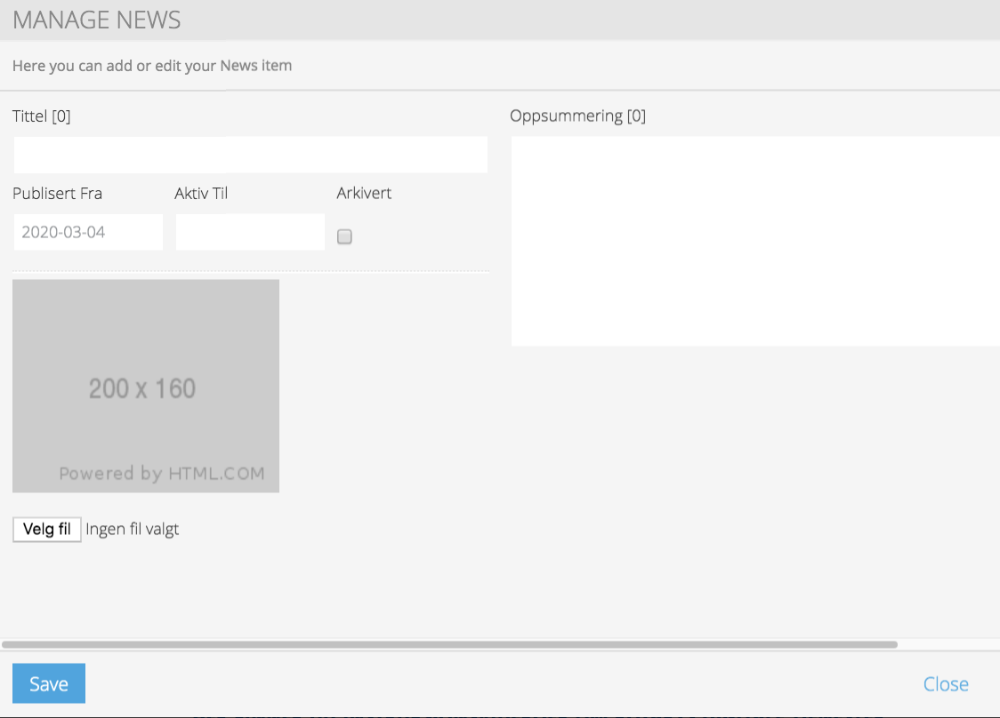 MANAGE NEWS
Here you can add or edit your News item
Tittel [0]
Oppsummering [0]
Publisert Fra
Aktiv Til
Arkivert
2020-03-04
200 x 160
Powered by HTML.COM
Velg fil Ingen fil valgt
Save
Close